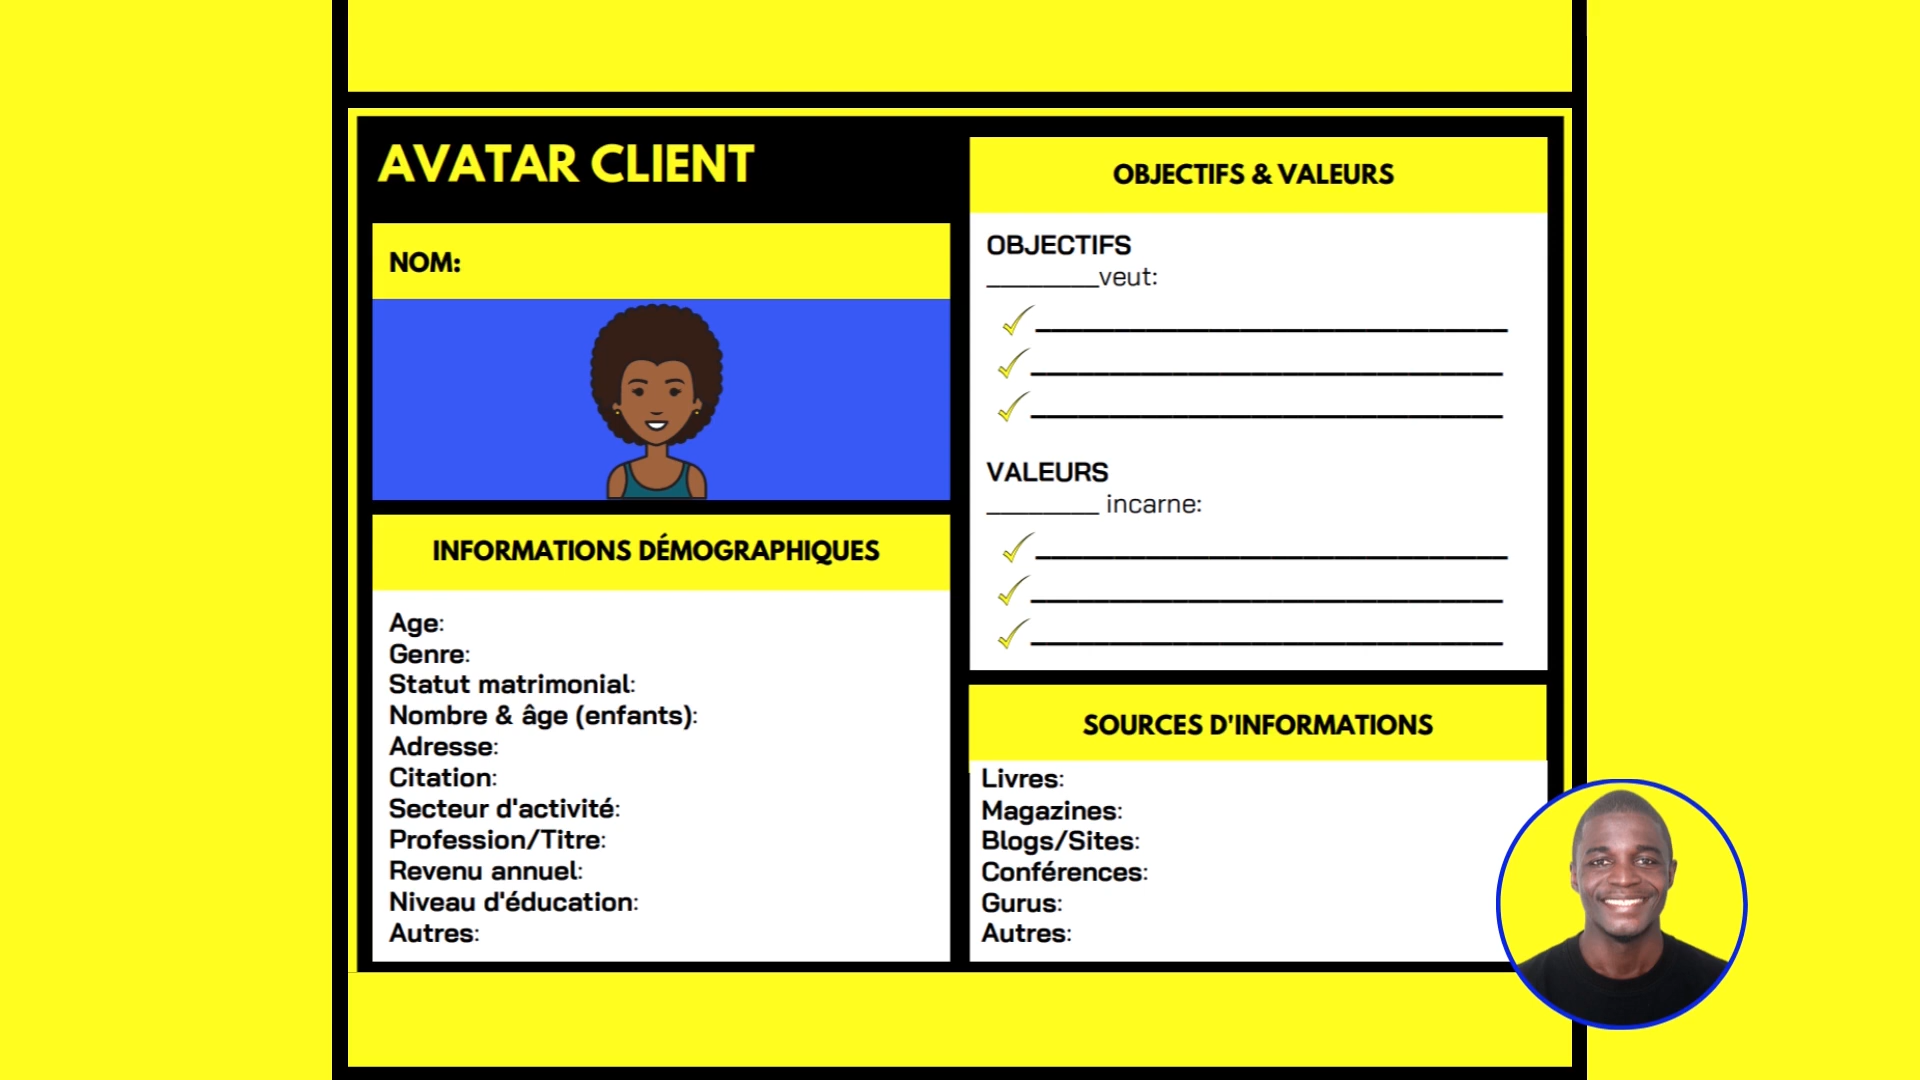 AVATAR CLIENT
NOM:
INFORMATIONS DÉMOGRAPHIQUES
Age:
Genre:
Statut matrimonial:
Nombre & âge (enfants):
Adresse:
Citation:
Secteur d'activité:
Profession/Titre:
Revenu annuel:
Niveau d'éducation:
Autres:
OBJECTIFS & VALEURS
OBJECTIFS
________veut:
VALEURS
________ incarne:
SOURCES D'INFORMATIONS
Livres:
Magazines:
Blogs/Sites:
Conférences:
Gurus:
Autres: